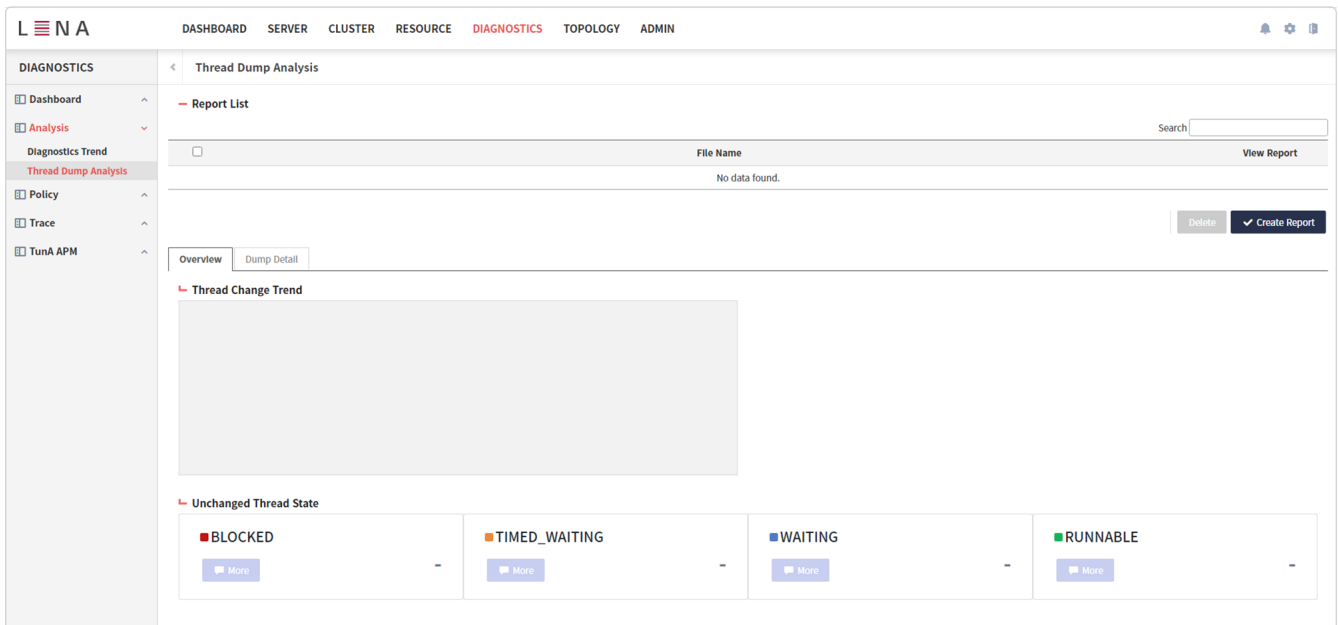 LENA
DASHBOARD SERVER CLUSTER RESOURCE DIAGNOSTICS TOPOLOGY ADMIN
DIAGNOSTICS
Thread Dump Analysis
Dashboard
Analysis
Diagnostics Trend
Thread Dump Analysis
Policy
Trace
TunA APM
Report List
Search
File Name View Report
No data found.
Delete Create Report
Overview Dump Detail
Thread Change Trend
Unchanged Thread State
BLOCKED TIMED_WAITING WAITING RUNNABLE
More - More - More - More -